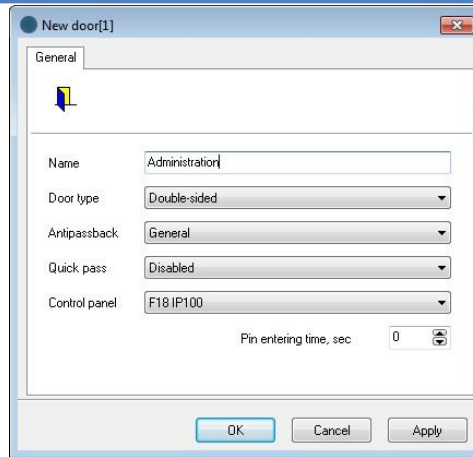 New door[1]
General
Name Administration
Door type Double-sided
Antipassback General
Quick pass Disabled
Control panel F18 IP100
Pin entering time, sec 0
OK Cancel Apply